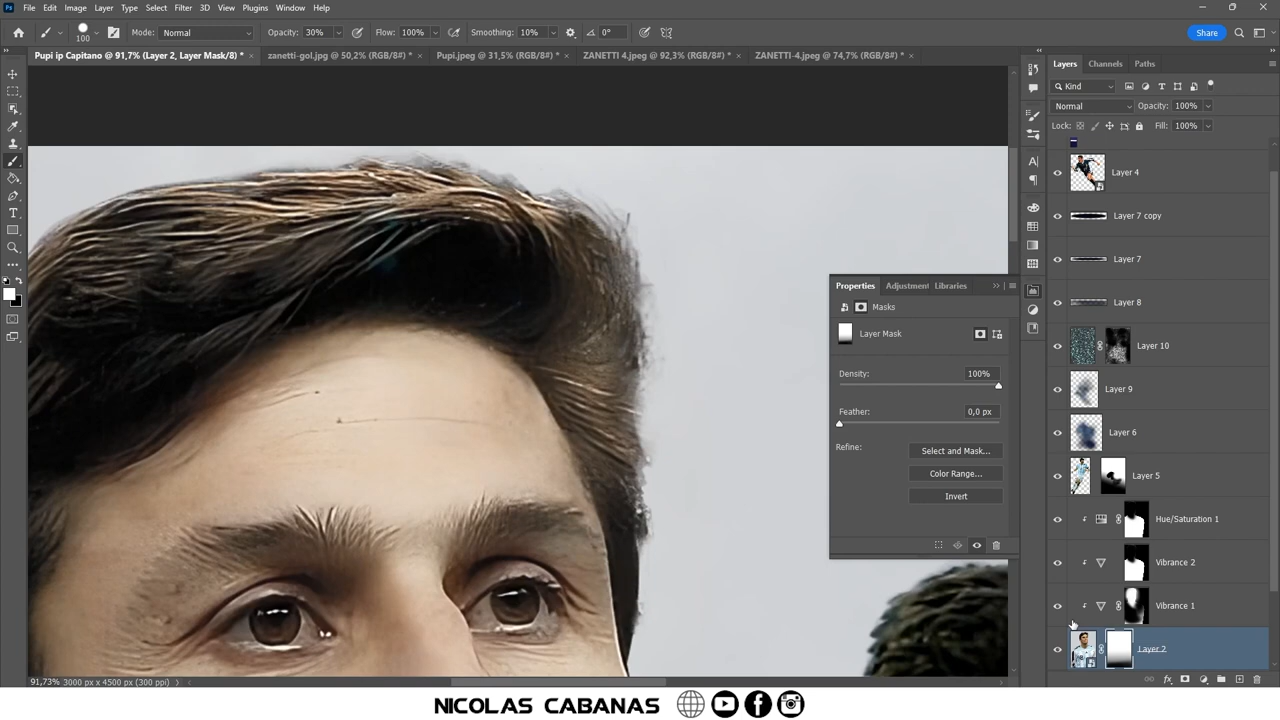 File Edit Image Layer Type Select Filter 3D View Plugins Window Help
100 Mode: Normal Opacity: 30% Flow: 100% Smoothing: 10% 0° Share
Pupi ip Capitano @ 91,7% (Layer 2, Layer Mask/8) * × zanetti-gol.jpg @ 50,2% (RGB/8#) * × Pupi.jpeg @ 31,5% (RGB/8#) * × ZANETTI 4.jpeg @ 92,3% (RGB/8#) * × ZANETTI-4.jpeg @ 74,7% (RGB/8#) * ×
Layers Channels Paths
Kind
Normal Opacity: 100%
Lock: Fill: 100%
Layer 4
Layer 7 copy
Layer 7
Layer 8
Layer 10
Layer 9
Layer 6
Layer 5
Hue/Saturation 1
Vibrance 2
Vibrance 1
Layer 2
Properties Adjustment Libraries
Masks
Layer Mask
Density: 100%
Feather: 0,0 px
Refine: Select and Mask...
Color Range...
Invert
91,73% 3000 px x 4500 px (300 ppi)
NICOLAS CABANAS